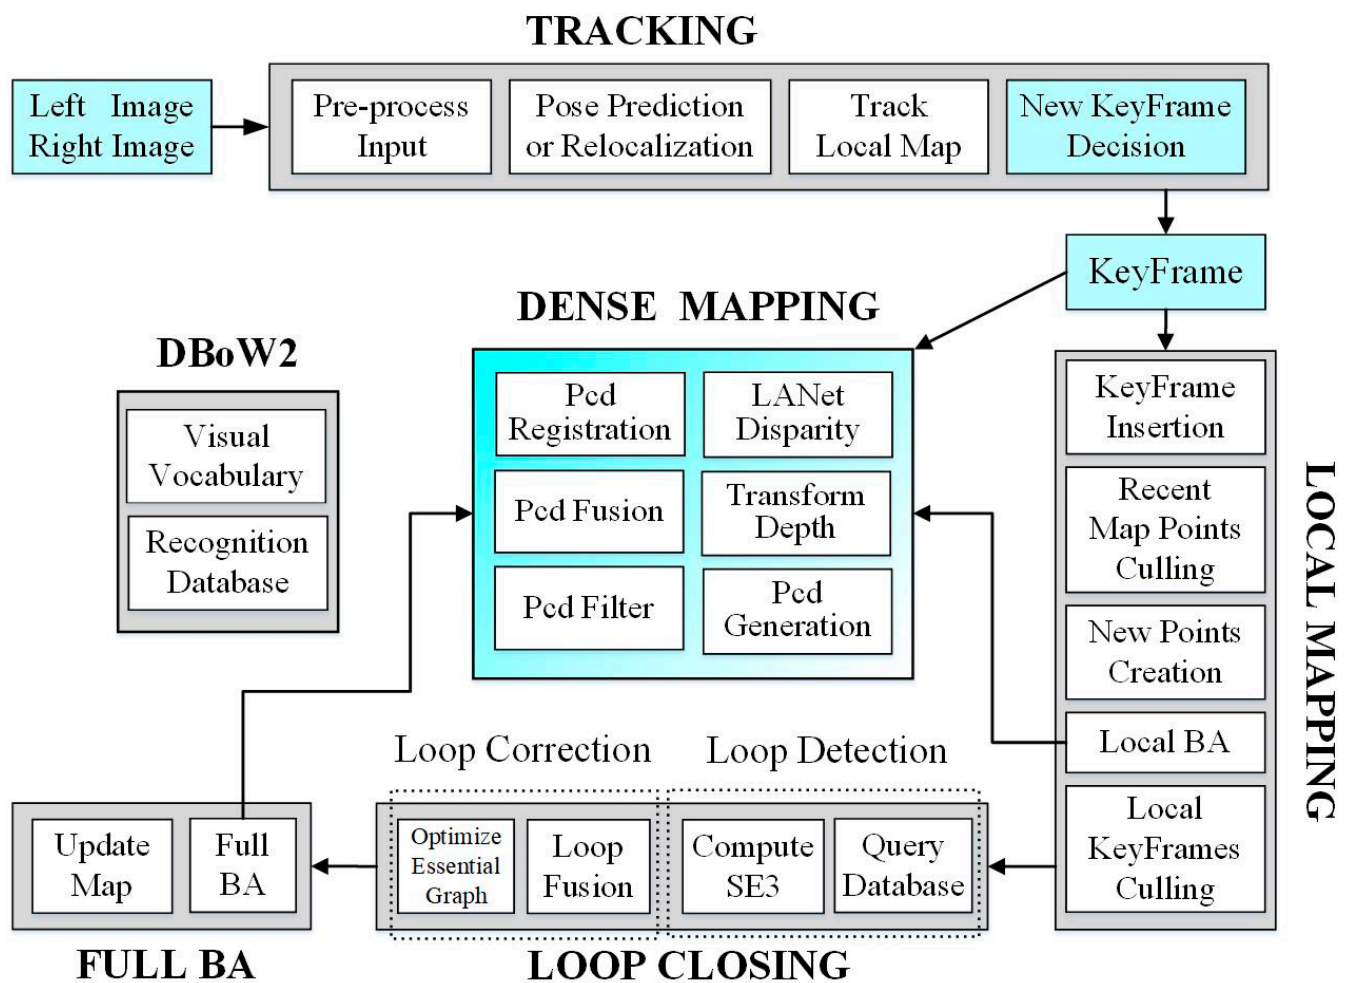 TRACKING
Left Image
Right Image
Pre-process
Input
Pose Prediction
or Relocalization
Track
Local Map
New KeyFrame
Decision
KeyFrame
DENSE MAPPING
Pcd
Registration
LANet
Disparity
Pcd Fusion
Transform
Depth
Pcd Filter
Pcd
Generation
DBoW2
Visual
Vocabulary
Recognition
Database
LOCAL MAPPING
KeyFrame
Insertion
Recent
Map Points
Culling
New Points
Creation
Local BA
Local
KeyFrames
Culling
Loop Correction
Loop Detection
Update
Map
Full
BA
Optimize
Essential
Graph
Loop
Fusion
Compute
SE3
Query
Database
FULL BA
LOOP CLOSING